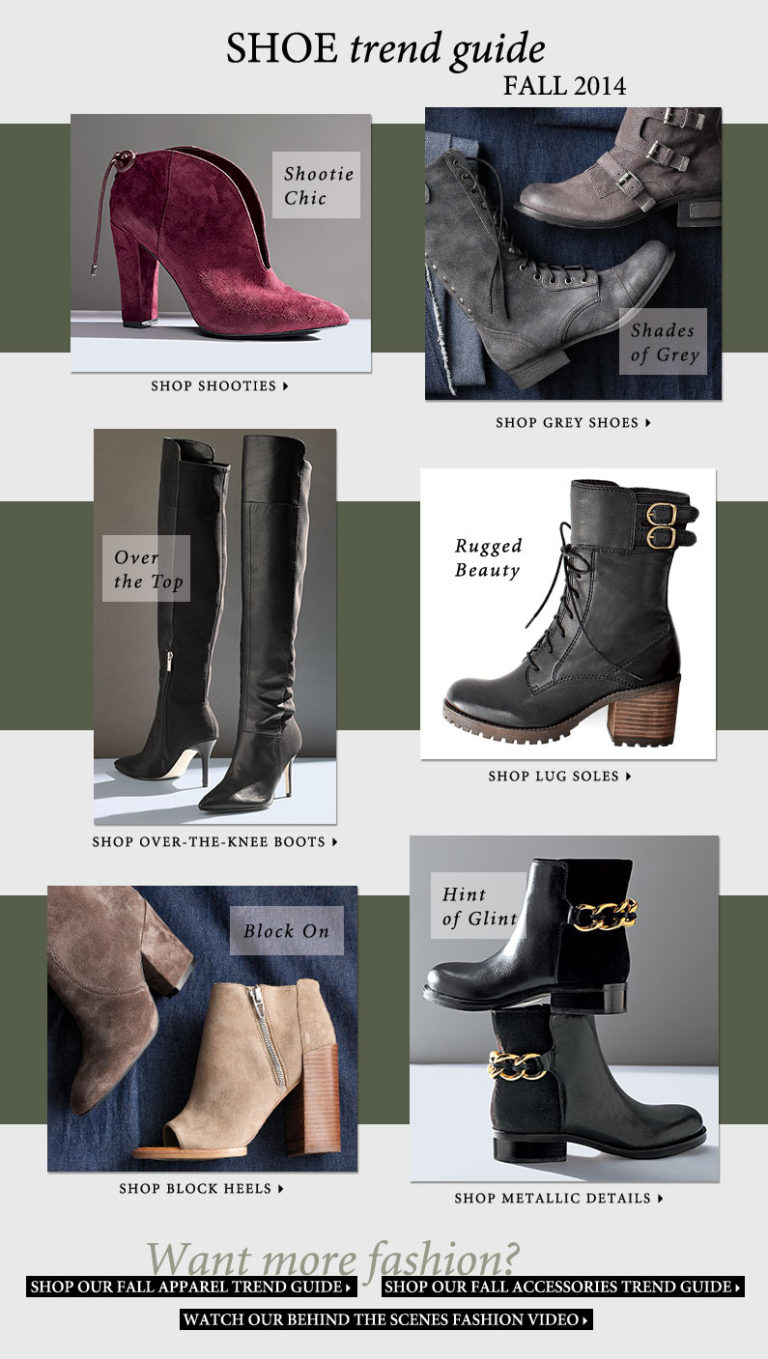 SHOE trend guide
FALL 2014
Shootie
Chic
SHOP SHOOTIES
Shades
of Grey
SHOP GREY SHOES
Over
the Top
SHOP OVER-THE-KNEE BOOTS
Rugged
Beauty
SHOP LUG SOLES
Block On
SHOP BLOCK HEELS
Hint
of Glint
SHOP METALLIC DETAILS
Want more fashion?
SHOP OUR FALL APPAREL TREND GUIDE
SHOP OUR FALL ACCESSORIES TREND GUIDE
WATCH OUR BEHIND THE SCENES FASHION VIDEO